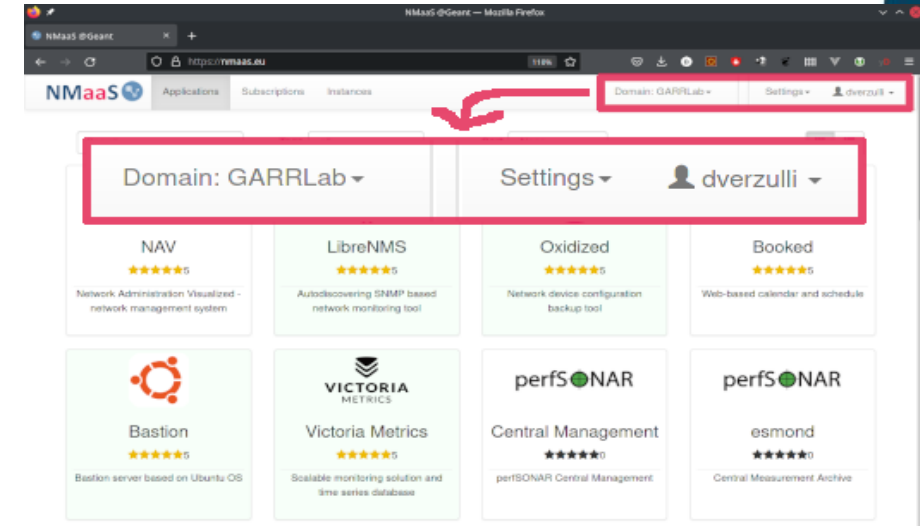 NMaaS @Geant — Mozilla Firefox
NMaaS @Geant × +
https://nmaas.eu 110%
NMaaS Applications Subscriptions Instances Domain: GARRLab Settings dverzulli
Domain: GARRLab Settings dverzulli
NAV LibreNMS Oxidized Booked
5 5 5 5
Network Administration Visualized - Autodiscovering SNMP based Network device configuration Web-based calendar and schedule
network management system network monitoring tool backup tool
VICTORIA perfSONAR perfSONAR
METRICS
Bastion Victoria Metrics Central Management esmond
5 5 0 0
Bastion server based on Ubuntu OS Scalable monitoring solution and perfSONAR Central Management Central Measurement Archive
time series database